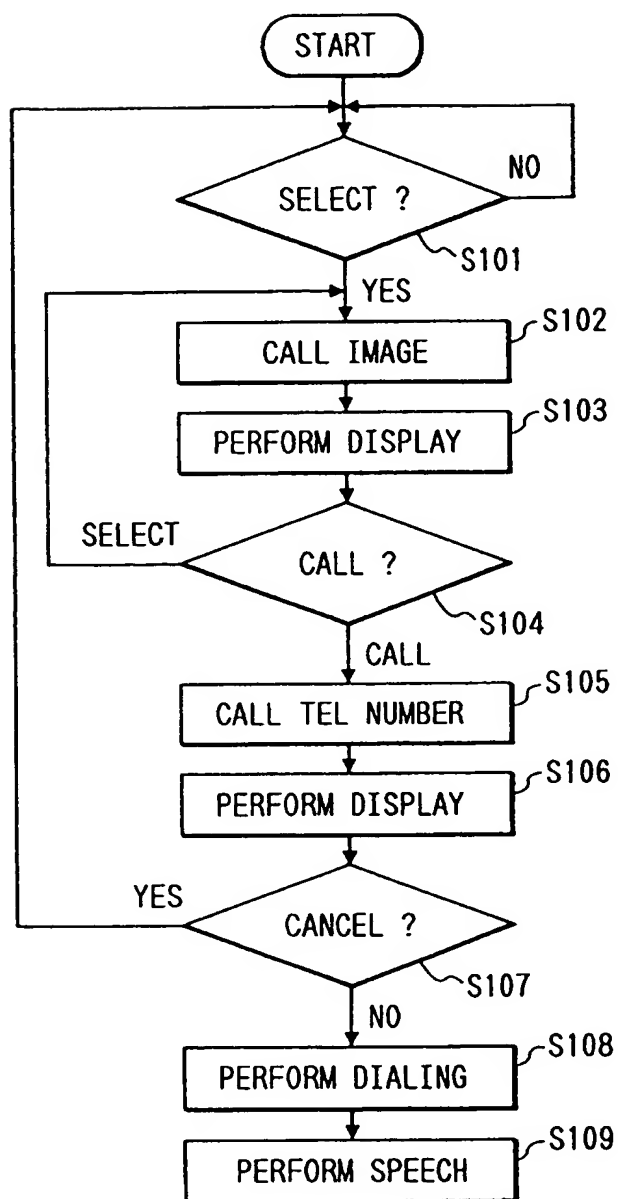 START
NO
SELECT ?
S101
YES
S102
CALL IMAGE
S103
PERFORM DISPLAY
SELECT
CALL ?
S104
CALL
S105
CALL TEL NUMBER
S106
PERFORM DISPLAY
YES
CANCEL ?
S107
NO
S108
PERFORM DIALING
S109
PERFORM SPEECH